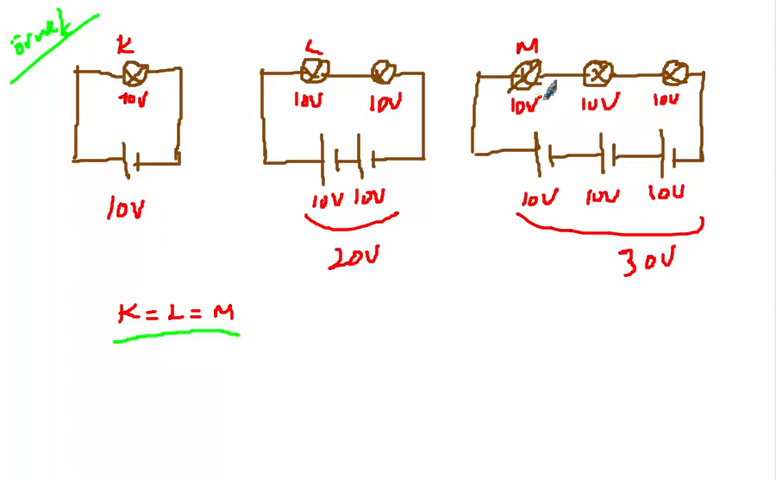 örnek
K L M
10V 10V 10V 10V 10V 10V
10V 10V 10V 10V 10V 10V
20V 30V
K = L = M